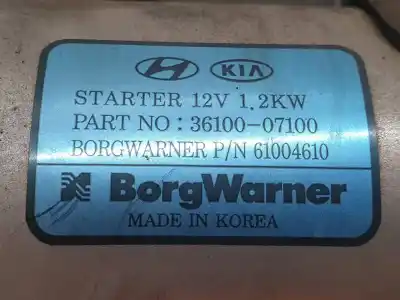 KIA
STARTER 12V 1.2KW
PART NO : 36100-07100
BORGWARNER P/N 61004610
BorgWarner
MADE IN KOREA